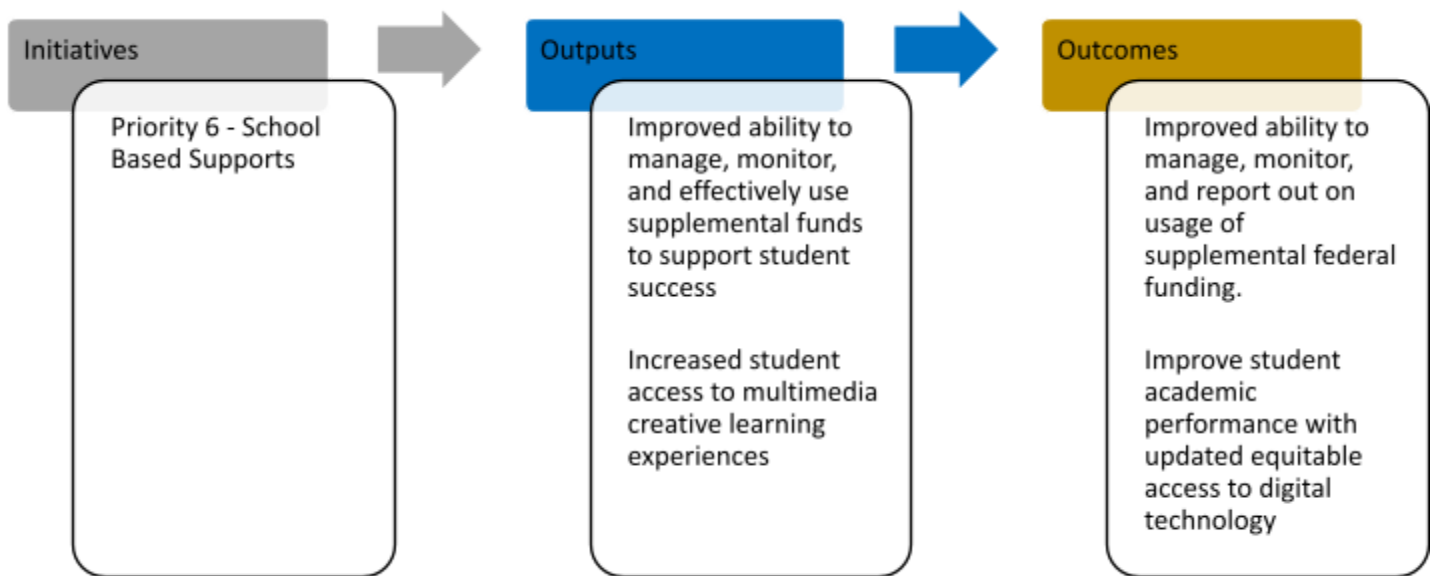 Initiatives
Priority 6 - School
Based Supports
Outputs
Improved ability to
manage, monitor,
and effectively use
supplemental funds
to support student
success
Increased student
access to multimedia
creative learning
experiences
Outcomes
Improved ability to
manage, monitor,
and report out on
usage of
supplemental federal
funding.
Improve student
academic
performance with
updated equitable
access to digital
technology